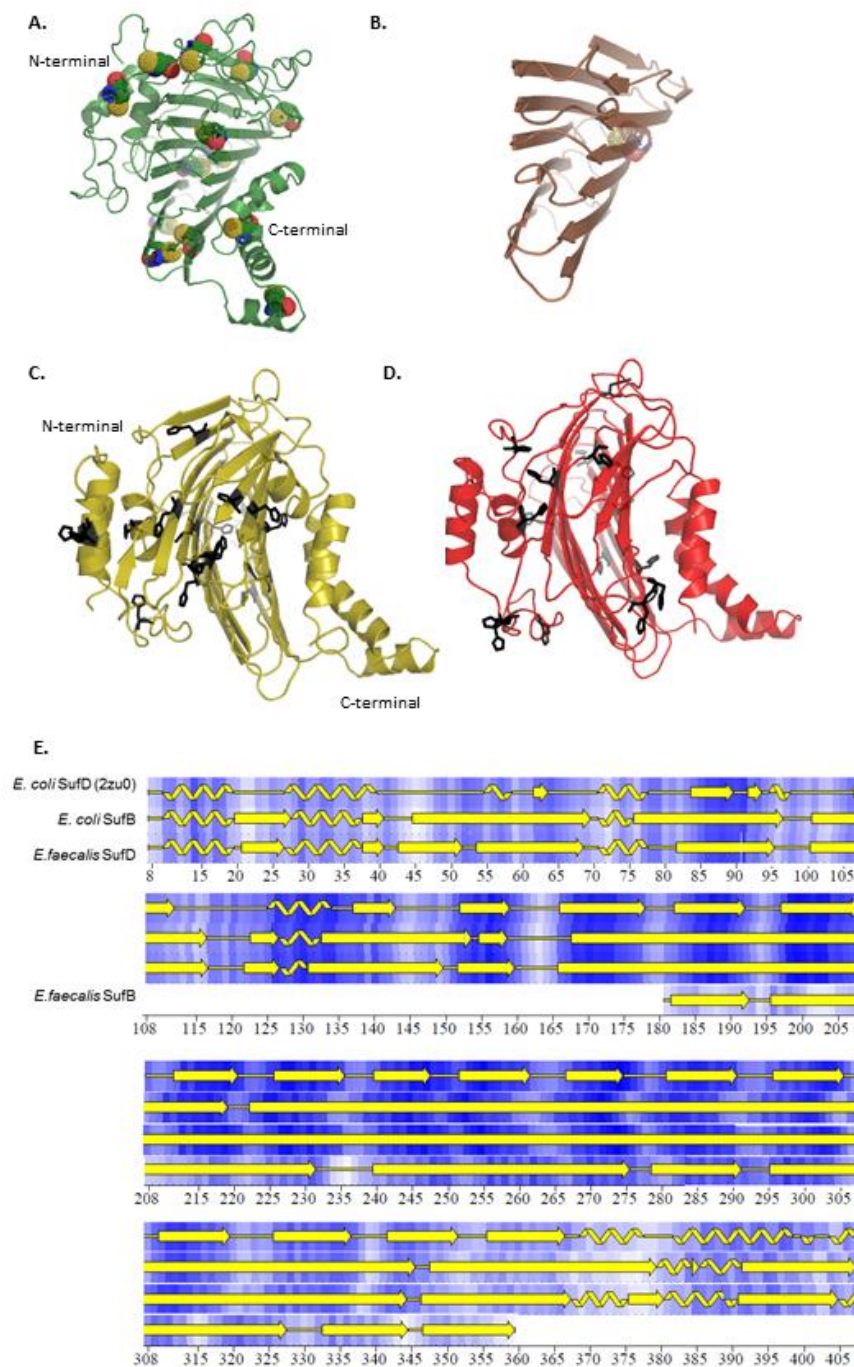 A.
B.
N-terminal
C-terminal
C.
D.
N-terminal
C-terminal
E.
E. coli SufD (2zu0)
E. coli SufB
E.faecalis SufD
8 15 20 25 30 35 40 45 50 55 60 65 70 75 80 85 90 95 100 105
E.faecalis SufB
108 115 120 125 130 135 140 145 150 155 160 165 170 175 180 185 190 195 200 205
208 215 220 225 230 235 240 245 250 255 260 265 270 275 280 285 290 295 300 305
308 315 320 325 330 335 340 345 350 355 360 365 370 375 380 385 390 395 400 405